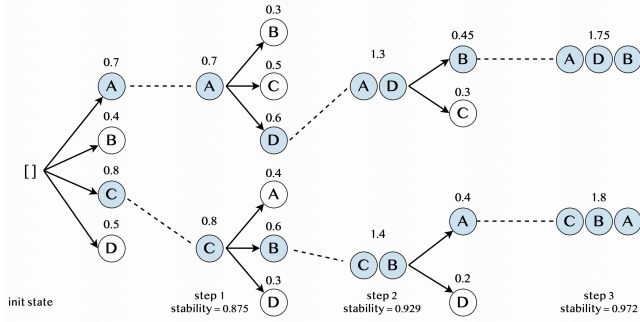 0.3
B
0.7
0.7
0.5
0.45
1.75
A
A
C
1.3
B
A D B
0.4
0.6
A D
0.3
B
D
C
[ ]
0.8
0.4
C
A
0.4
1.8
0.5
0.8
0.6
1.4
A
C B A
D
C
B
C B
0.2
0.3
D
D
init state
step 1
stability = 0.875
step 2
stability = 0.929
step 3
stability = 0.972